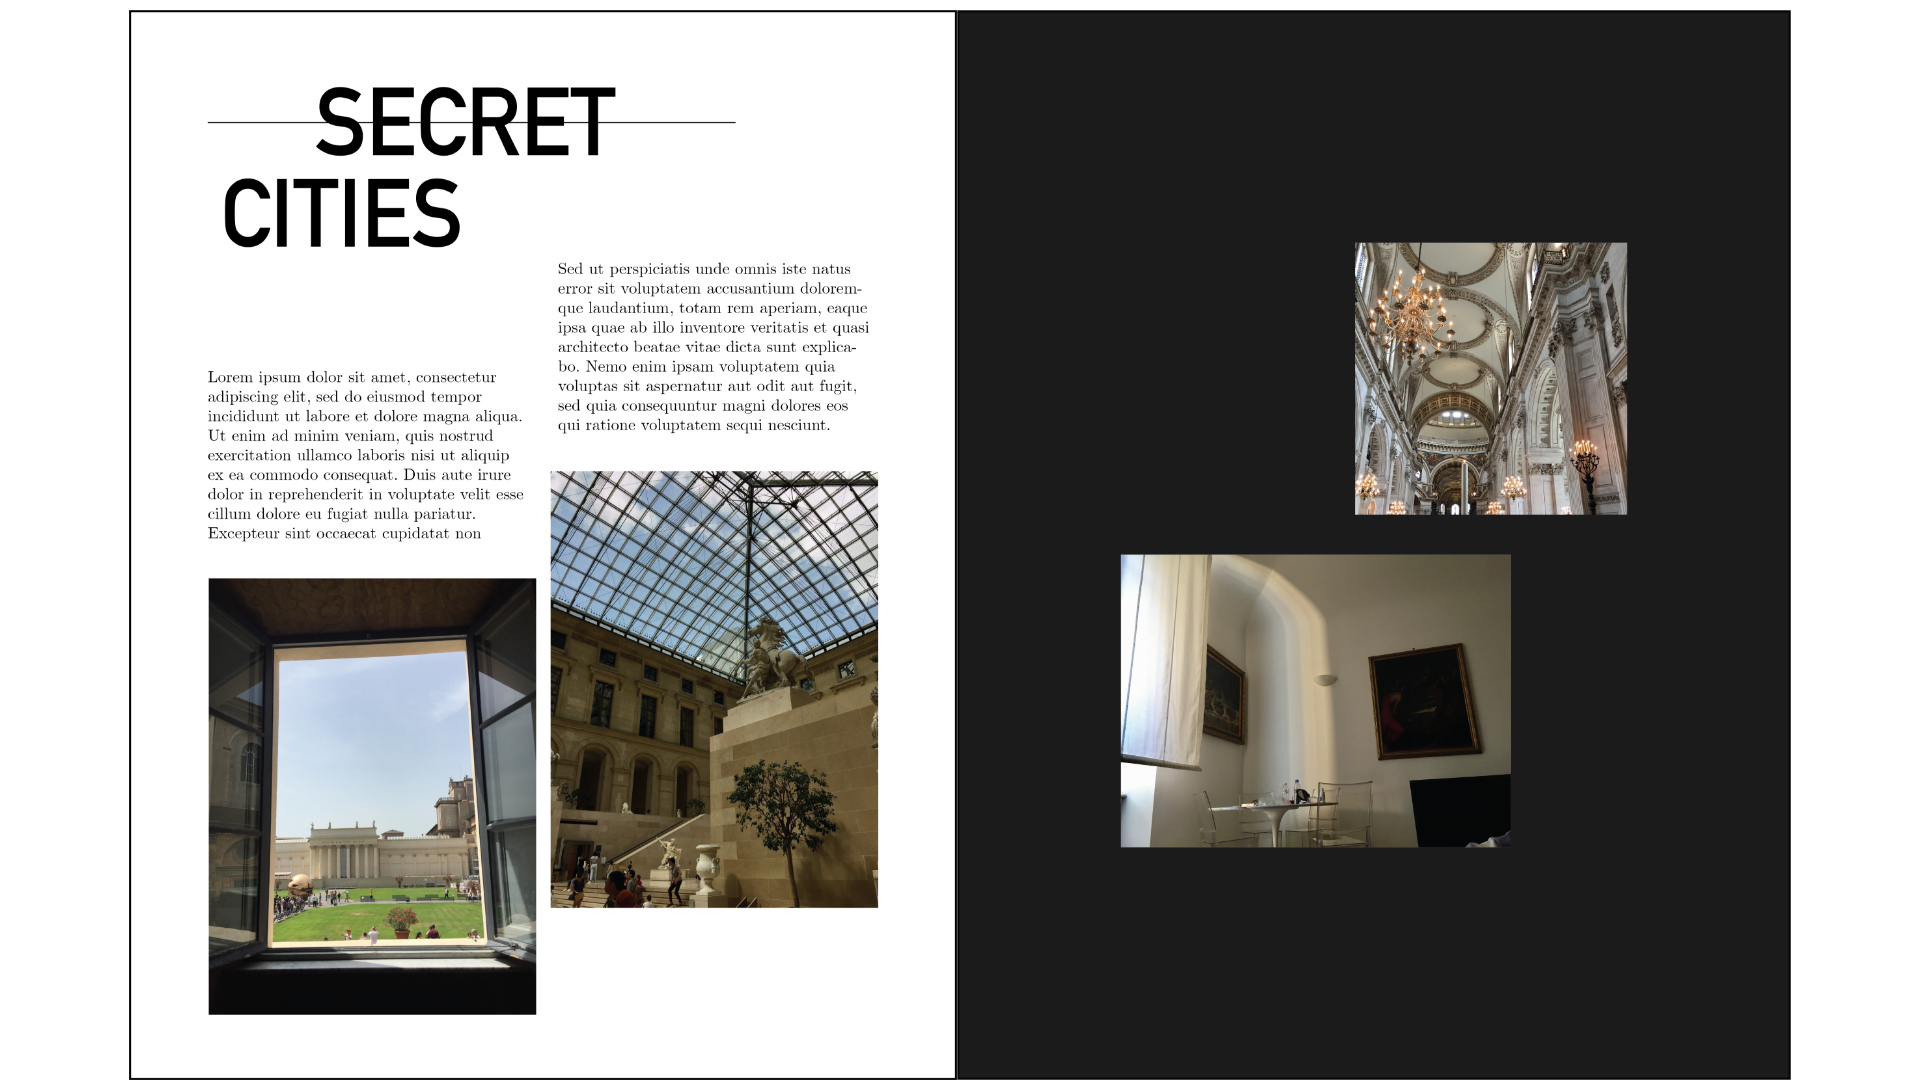 SECRET
CITIES
Lorem ipsum dolor sit amet, consectetur
adipiscing elit, sed do eiusmod tempor
incididunt ut labore et dolore magna aliqua.
Ut enim ad minim veniam, quis nostrud
exercitation ullamco laboris nisi ut aliquip
ex ea commodo consequat. Duis aute irure
dolor in reprehenderit in voluptate velit esse
cillum dolore eu fugiat nulla pariatur.
Excepteur sint occaecat cupidatat non
Sed ut perspiciatis unde omnis iste natus
error sit voluptatem accusantium dolorem-
que laudantium, totam rem aperiam, eaque
ipsa quae ab illo inventore veritatis et quasi
architecto beatae vitae dicta sunt explica-
bo. Nemo enim ipsam voluptatem quia
voluptas sit aspernatur aut odit aut fugit,
sed quia consequuntur magni dolores eos
qui ratione voluptatem sequi nesciunt.